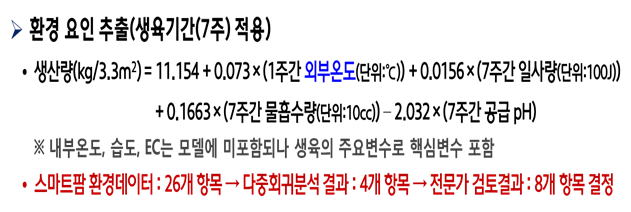 ➢ 환경 요인 추출(생육기간(7주) 적용)
• 생산량(kg/3.3m²) = 11.154 + 0.073×(1주간 외부온도(단위:℃)) + 0.0156×(7주간 일사량(단위:100J))
+ 0.1663×(7주간 물흡수량(단위:10cc)) – 2.032×(7주간 공급 pH)
※ 내부온도, 습도, EC는 모델에 미포함되나 생육의 주요변수로 핵심변수 포함
• 스마트팜 환경데이터 : 26개 항목 → 다중회귀분석 결과 : 4개 항목 → 전문가 검토결과 : 8개 항목 결정